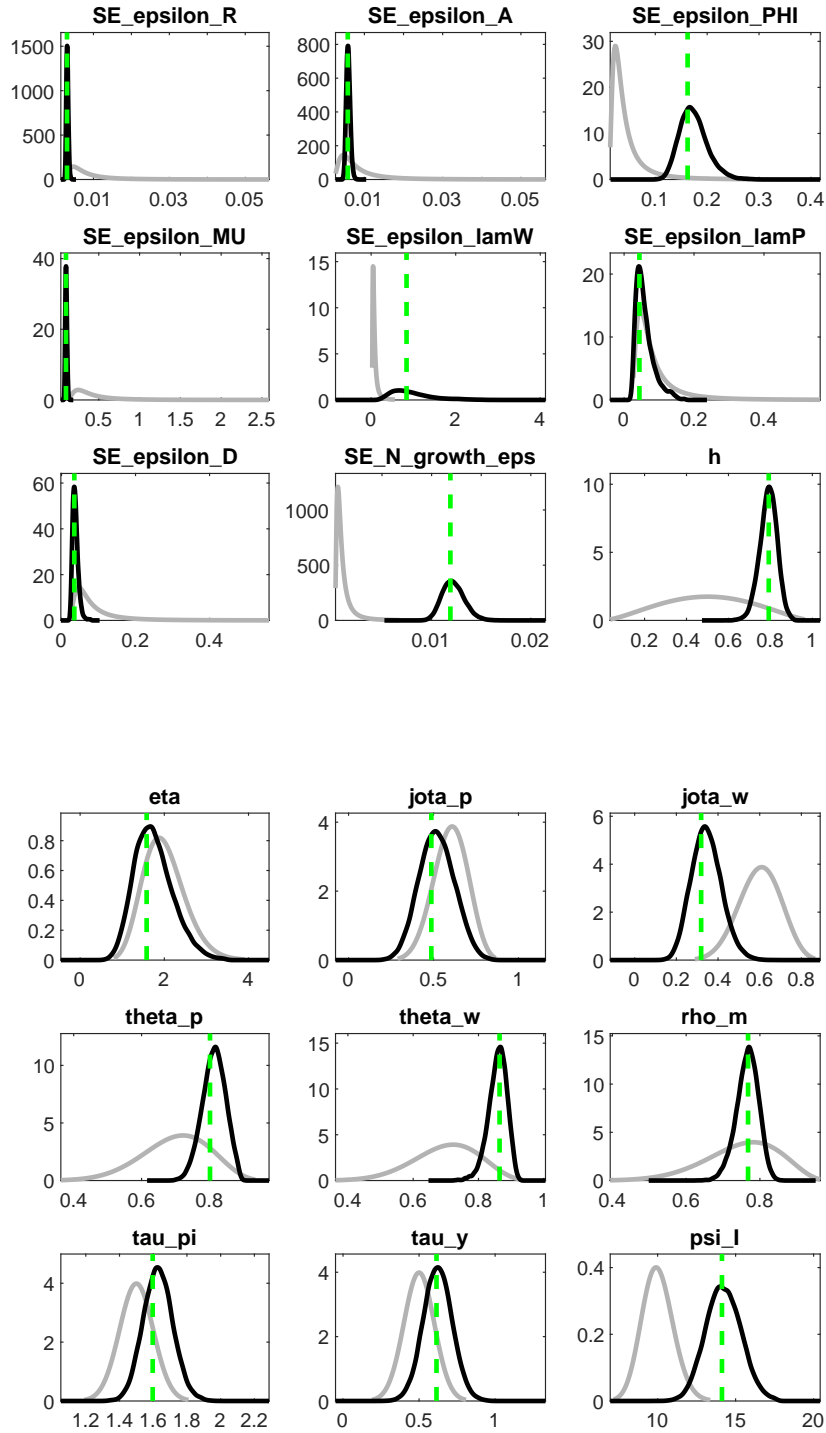 SE_epsilon_R SE_epsilon_A SE_epsilon_PHI
1500 1000 500 0
800 600 400 200 0
30 20 10 0
0.01 0.03 0.05 0.01 0.03 0.05 0.1 0.2 0.3 0.4
SE_epsilon_MU SE_epsilon_lamW SE_epsilon_lamP
40 20 0
15 10 5 0
20 10 0
0.5 1 1.5 2 2.5 0 2 4 0 0.2 0.4
SE_epsilon_D SE_N_growth_eps h
60 40 20 0
1000 500 0
10 5 0
0 0.2 0.4 0.01 0.02 0.2 0.4 0.6 0.8 1
eta jota_p jota_w
0.8 0.6 0.4 0.2 0
4 2 0
6 4 2 0
0 2 4 0 0.5 1 0 0.2 0.4 0.6 0.8
theta_p theta_w rho_m
10 5 0
15 10 5 0
15 10 5 0
0.4 0.6 0.8 0.4 0.6 0.8 1 0.4 0.6 0.8
tau_pi tau_y psi_I
4 2 0
4 2 0
0.4 0.2 0
1.2 1.4 1.6 1.8 2 2.2 0 0.5 1 10 15 20